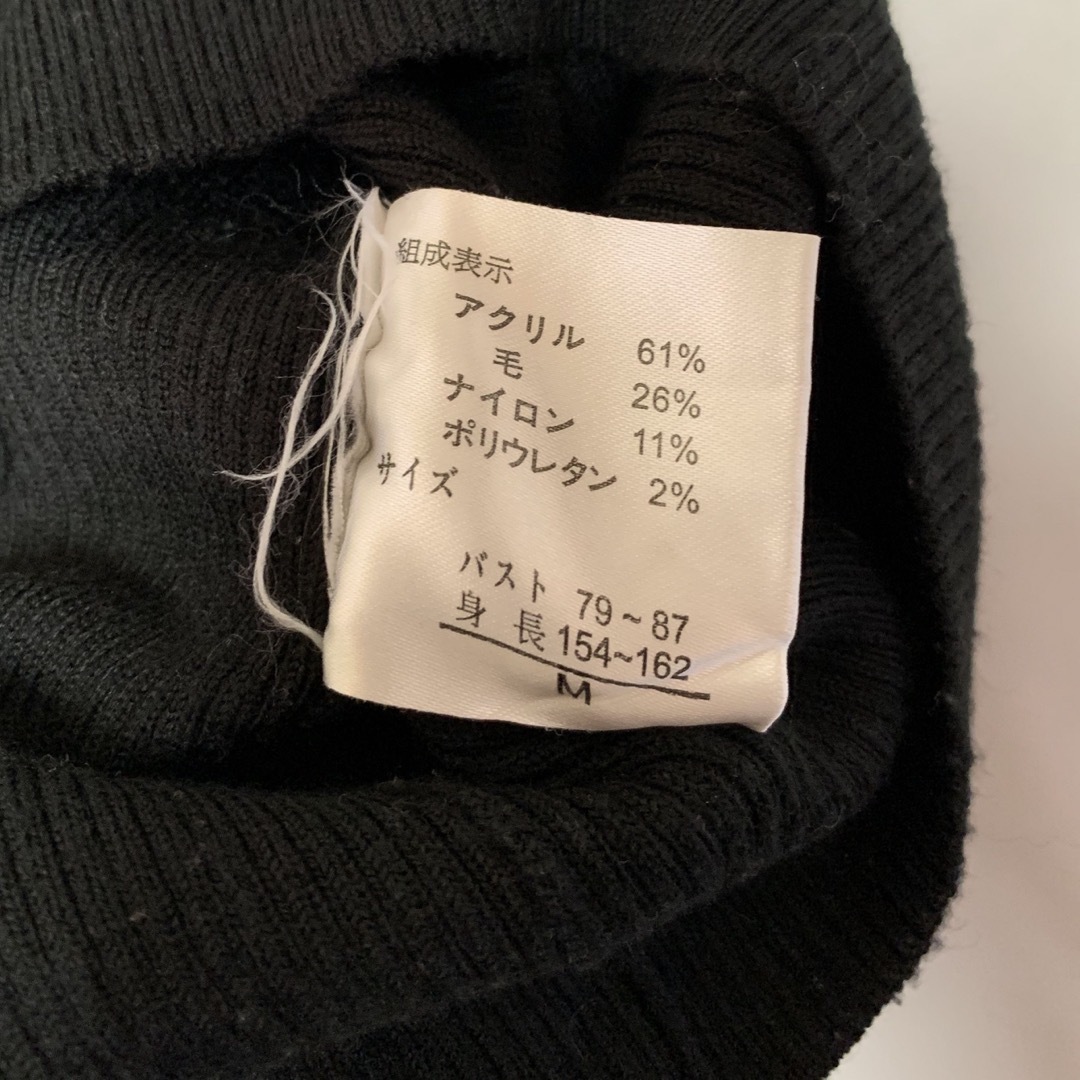 組成表示
アクリル 61%
毛 26%
ナイロン 11%
ポリウレタン 2%
サイズ
バスト 79～87
身長 154~162
M